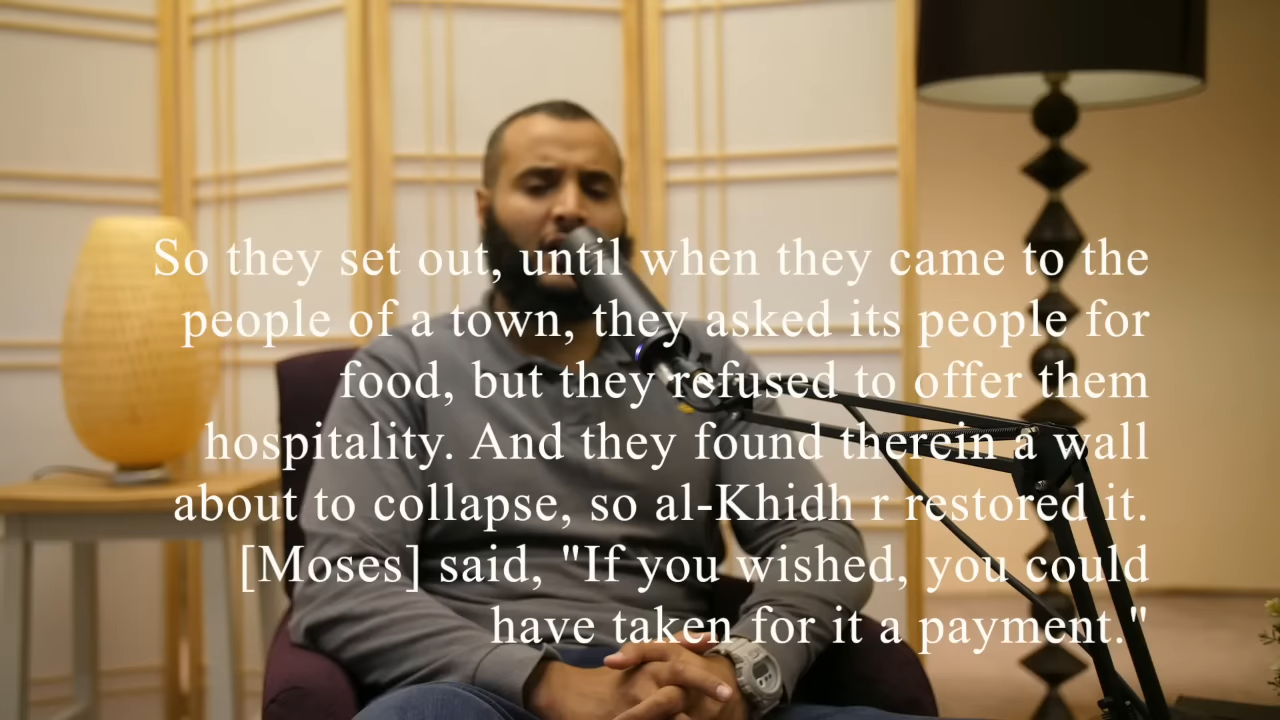 So they set out, until when they came to the
people of a town, they asked its people for
food, but they refused to offer them
hospitality. And they found therein a wall
about to collapse, so al-Khidh r restored it.
[Moses] said, "If you wished, you could
have taken for it a payment."